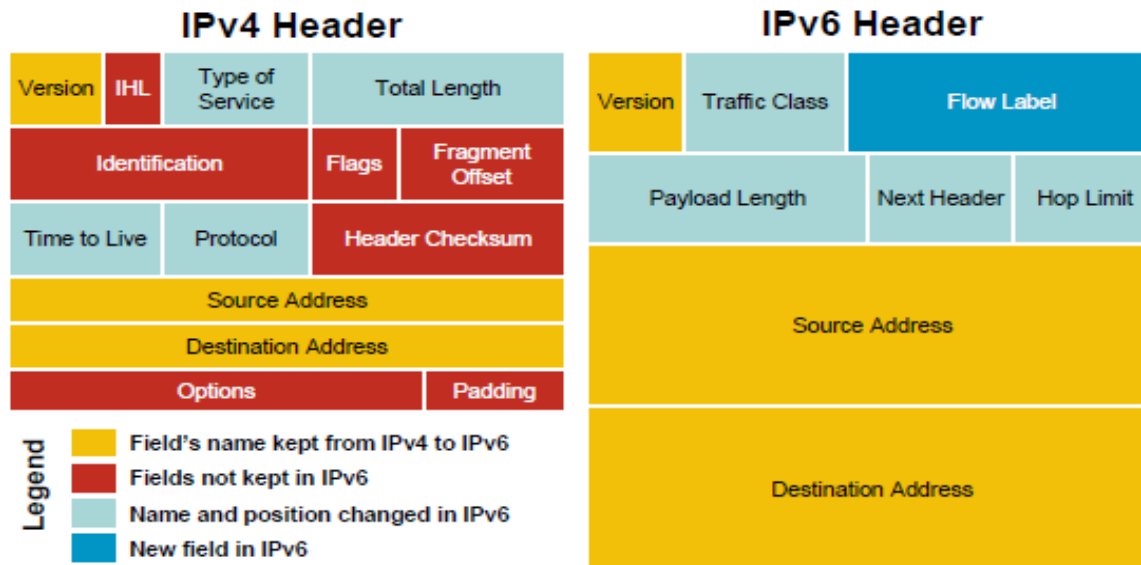 IPv4 Header
Version IHL Type of Service Total Length
Identification Flags Fragment Offset
Time to Live Protocol Header Checksum
Source Address
Destination Address
Options Padding
Legend
Field's name kept from IPv4 to IPv6
Fields not kept in IPv6
Name and position changed in IPv6
New field in IPv6
IPv6 Header
Version Traffic Class Flow Label
Payload Length Next Header Hop Limit
Source Address
Destination Address